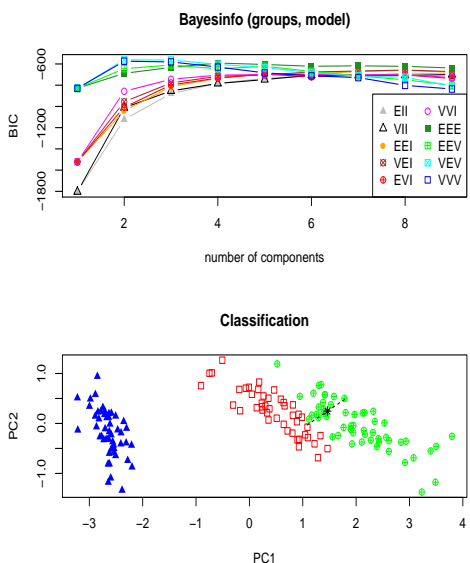 Bayesinfo (groups, model)
BIC
−600
−1200
−1800
2
4
6
8
number of components
EII
VII
EEI
VEI
EVI
VVI
EEE
EEV
VEV
VVV
Classification
PC2
1.0
0.0
−1.0
−3
−2
−1
0
1
2
3
4
PC1